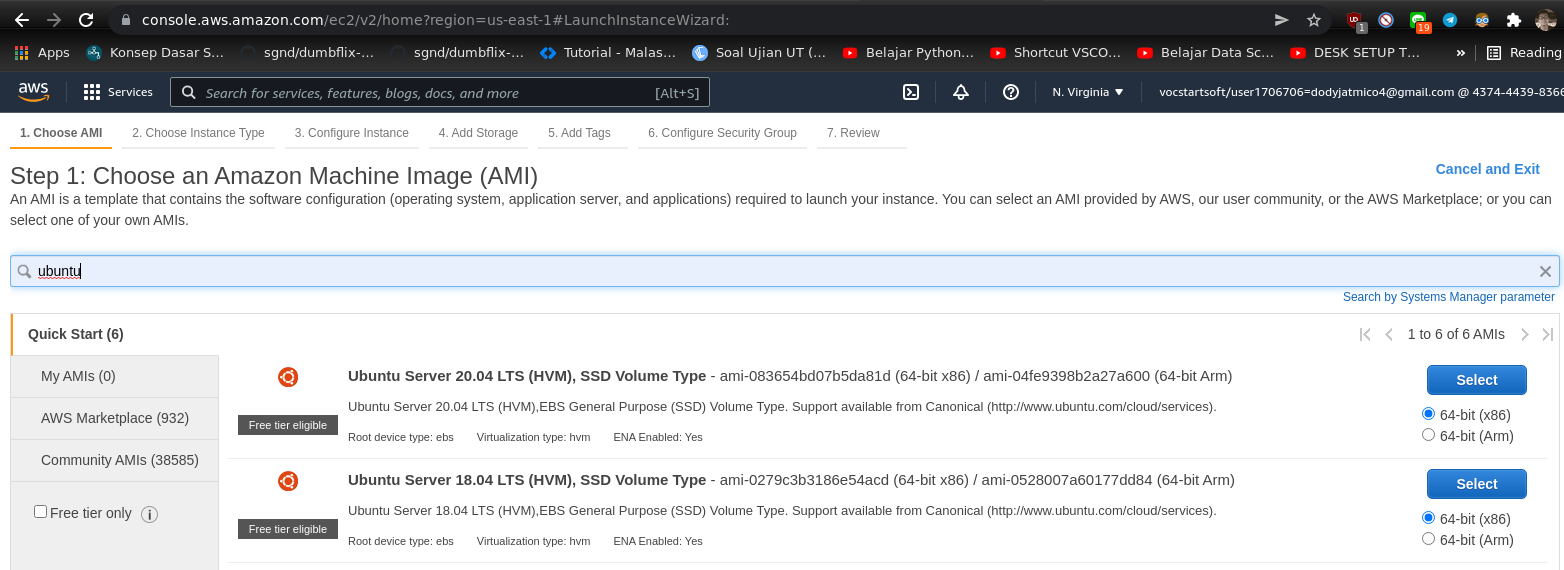 console.aws.amazon.com/ec2/v2/home?region=us-east-1#LaunchInstanceWizard:
UD 1 19
Apps Konsep Dasar S... sgnd/dumbflix-... sgnd/dumbflix-... Tutorial - Malas... Soal Ujian UT (... Belajar Python... Shortcut VSCO... Belajar Data Sc... DESK SETUP T... » Reading
aws Services Search for services, features, blogs, docs, and more [Alt+S] N. Virginia ▼ vocstartsoft/user1706706=dodyjatmico4@gmail.com @ 4374-4439-8366
1. Choose AMI 2. Choose Instance Type 3. Configure Instance 4. Add Storage 5. Add Tags 6. Configure Security Group 7. Review
Step 1: Choose an Amazon Machine Image (AMI)
Cancel and Exit
An AMI is a template that contains the software configuration (operating system, application server, and applications) required to launch your instance. You can select an AMI provided by AWS, our user community, or the AWS Marketplace; or you can
select one of your own AMIs.
ubuntu
Search by Systems Manager parameter
Quick Start (6)
1 to 6 of 6 AMIs
My AMIs (0)
AWS Marketplace (932)
Community AMIs (38585)
Free tier only
Ubuntu Server 20.04 LTS (HVM), SSD Volume Type - ami-083654bd07b5da81d (64-bit x86) / ami-04fe9398b2a27a600 (64-bit Arm)
Select
Ubuntu Server 20.04 LTS (HVM),EBS General Purpose (SSD) Volume Type. Support available from Canonical (http://www.ubuntu.com/cloud/services).
64-bit (x86)
Free tier eligible
Root device type: ebs Virtualization type: hvm ENA Enabled: Yes
64-bit (Arm)
Ubuntu Server 18.04 LTS (HVM), SSD Volume Type - ami-0279c3b3186e54acd (64-bit x86) / ami-0528007a60177dd84 (64-bit Arm)
Select
Ubuntu Server 18.04 LTS (HVM),EBS General Purpose (SSD) Volume Type. Support available from Canonical (http://www.ubuntu.com/cloud/services).
64-bit (x86)
Free tier eligible
Root device type: ebs Virtualization type: hvm ENA Enabled: Yes
64-bit (Arm)